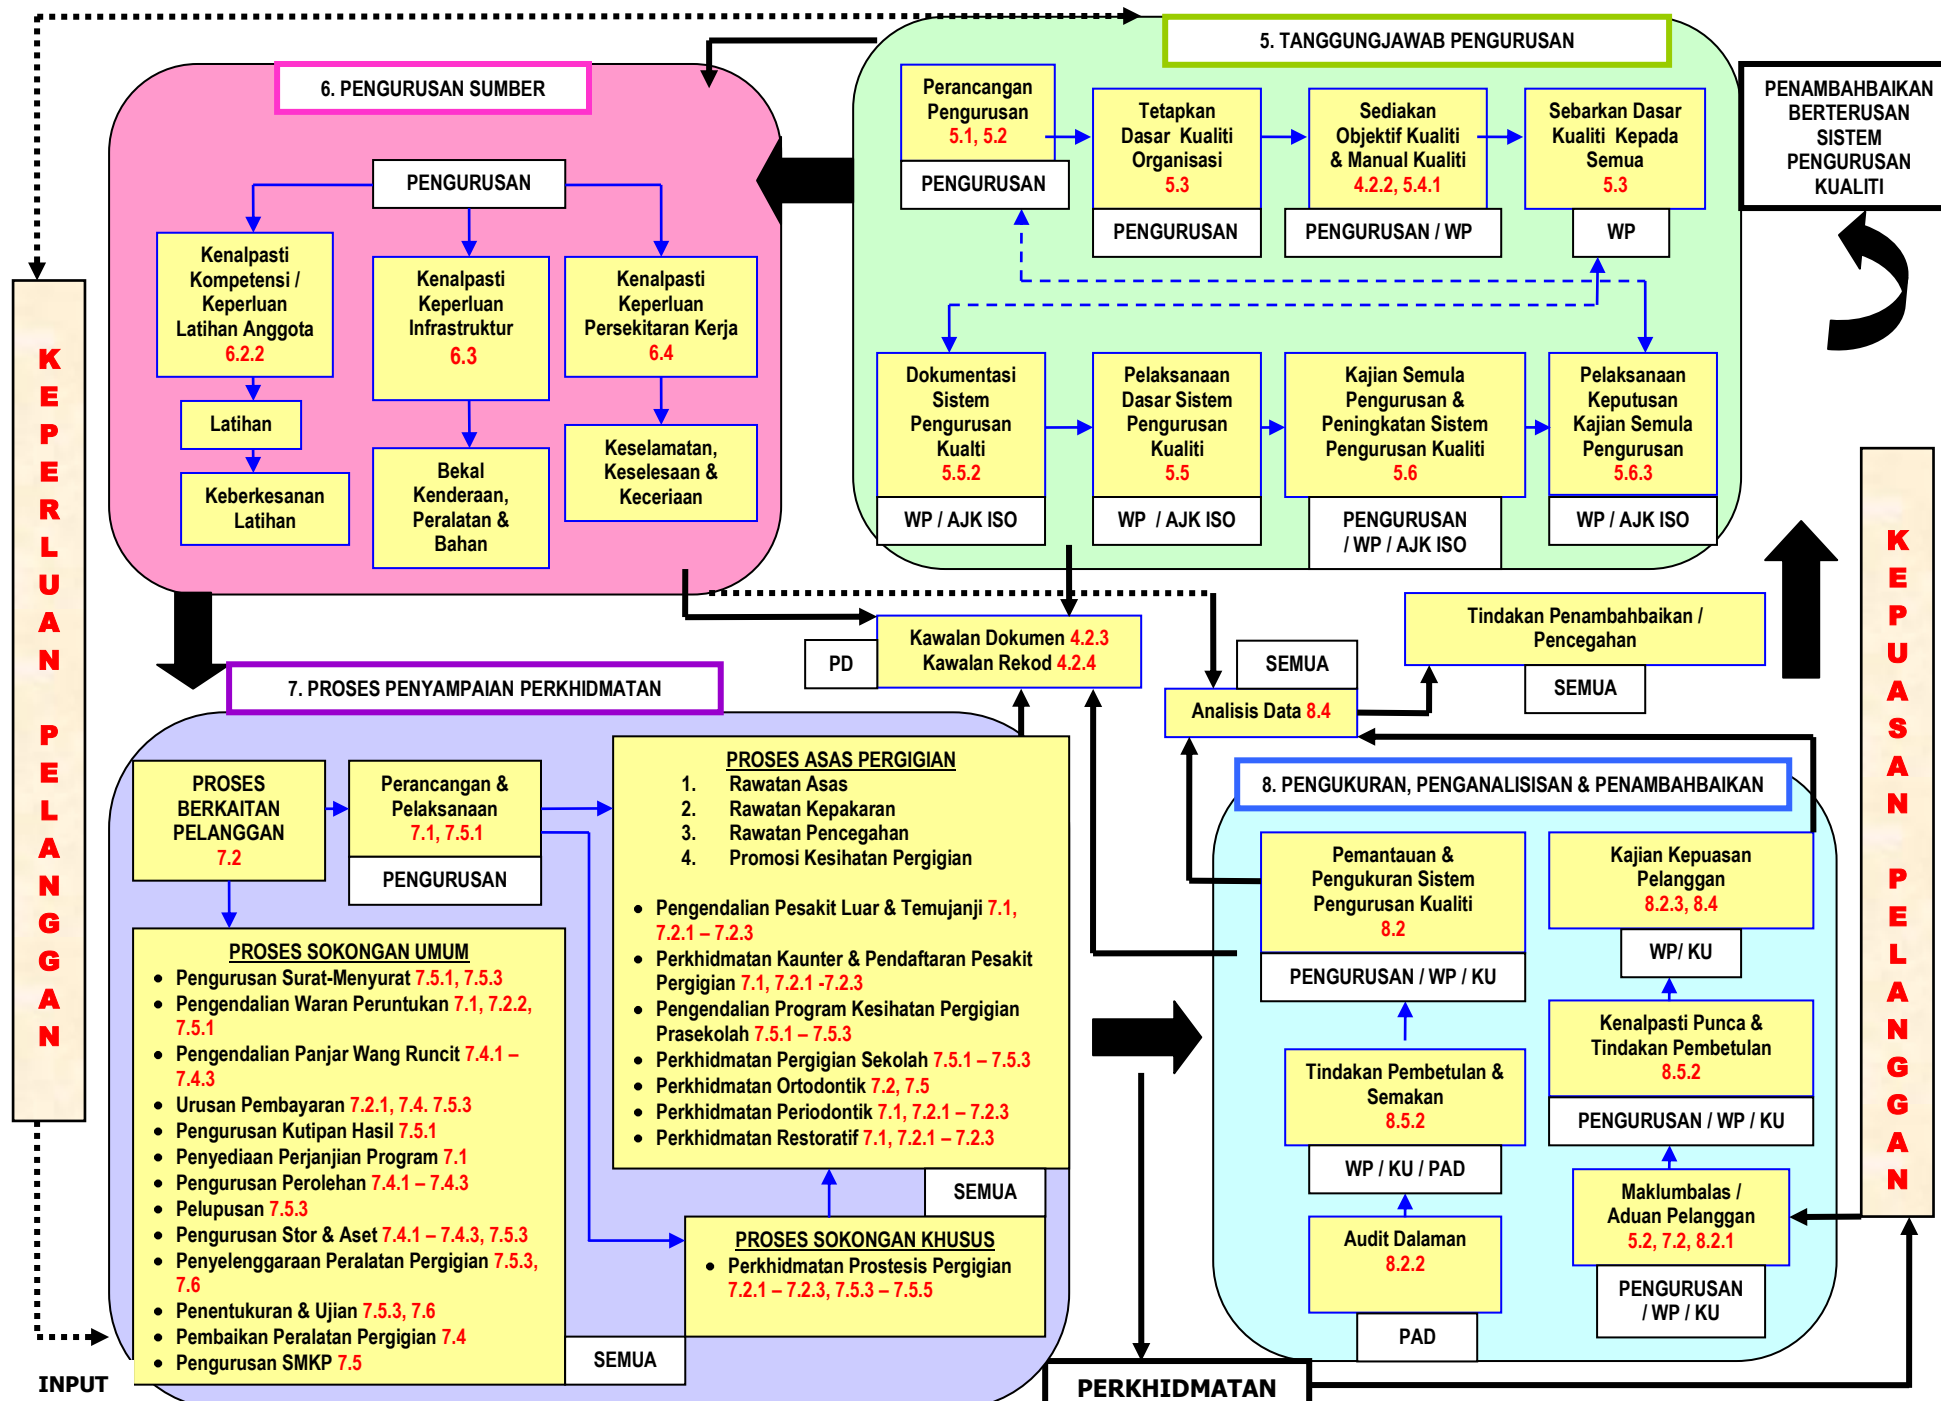 5. TANGGUNGJAWAB PENGURUSAN
6. PENGURUSAN SUMBER
PENAMBAHBAIKAN
BERTERUSAN
SISTEM
PENGURUSAN
KUALITI
Perancangan
Pengurusan
5.1, 5.2
PENGURUSAN
Tetapkan
Dasar Kualiti
Organisasi
5.3
PENGURUSAN
Sediakan
Objektif Kualiti
& Manual Kualiti
4.2.2, 5.4.1
PENGURUSAN / WP
Sebarkan Dasar
Kualiti Kepada
Semua
5.3
WP
PENGURUSAN
Kenalpasti
Kompetensi /
Keperluan
Latihan Anggota
6.2.2
Latihan
Keberkesanan
Latihan
Kenalpasti
Keperluan
Infrastruktur
6.3
Bekal
Kenderaan,
Peralatan &
Bahan
Kenalpasti
Keperluan
Persekitaran Kerja
6.4
Keselamatan,
Keselesaan &
Keceriaan
Dokumentasi
Sistem
Pengurusan
Kualti
5.5.2
WP / AJK ISO
Pelaksanaan
Dasar Sistem
Pengurusan
Kualiti
5.5
WP / AJK ISO
Kajian Semula
Pengurusan &
Peningkatan Sistem
Pengurusan Kualiti
5.6
PENGURUSAN
/ WP / AJK ISO
Pelaksanaan
Keputusan
Kajian Semula
Pengurusan
5.6.3
WP / AJK ISO
KEPERLUAN PELANGGAN
KEPUASAN PELANGGAN
PD
Kawalan Dokumen 4.2.3
Kawalan Rekod 4.2.4
SEMUA
Analisis Data 8.4
Tindakan Penambahbaikan /
Pencegahan
SEMUA
7. PROSES PENYAMPAIAN PERKHIDMATAN
PROSES
BERKAITAN
PELANGGAN
7.2
Perancangan &
Pelaksanaan
7.1, 7.5.1
PENGURUSAN
PROSES ASAS PERGIGIAN
1. Rawatan Asas
2. Rawatan Kepakaran
3. Rawatan Pencegahan
4. Promosi Kesihatan Pergigian
• Pengendalian Pesakit Luar & Temujanji 7.1,
7.2.1 – 7.2.3
• Perkhidmatan Kaunter & Pendaftaran Pesakit
Pergigian 7.1, 7.2.1 -7.2.3
• Pengendalian Program Kesihatan Pergigian
Prasekolah 7.5.1 – 7.5.3
• Perkhidmatan Pergigian Sekolah 7.5.1 – 7.5.3
• Perkhidmatan Ortodontik 7.2, 7.5
• Perkhidmatan Periodontik 7.1, 7.2.1 – 7.2.3
• Perkhidmatan Restoratif 7.1, 7.2.1 – 7.2.3
SEMUA
PROSES SOKONGAN UMUM
• Pengurusan Surat-Menyurat 7.5.1, 7.5.3
• Pengendalian Waran Peruntukan 7.1, 7.2.2,
7.5.1
• Pengendalian Panjar Wang Runcit 7.4.1 –
7.4.3
• Urusan Pembayaran 7.2.1, 7.4. 7.5.3
• Pengurusan Kutipan Hasil 7.5.1
• Penyediaan Perjanjian Program 7.1
• Pengurusan Perolehan 7.4.1 – 7.4.3
• Pelupusan 7.5.3
• Pengurusan Stor & Aset 7.4.1 – 7.4.3, 7.5.3
• Penyelenggaraan Peralatan Pergigian 7.5.3,
7.6
• Penentukuran & Ujian 7.5.3, 7.6
• Pembaikan Peralatan Pergigian 7.4
• Pengurusan SMKP 7.5
SEMUA
PROSES SOKONGAN KHUSUS
• Perkhidmatan Prostesis Pergigian
7.2.1 – 7.2.3, 7.5.3 – 7.5.5
8. PENGUKURAN, PENGANALISISAN & PENAMBAHBAIKAN
Pemantauan &
Pengukuran Sistem
Pengurusan Kualiti
8.2
PENGURUSAN / WP / KU
Tindakan Pembetulan &
Semakan
8.5.2
WP / KU / PAD
Audit Dalaman
8.2.2
PAD
Kajian Kepuasan
Pelanggan
8.2.3, 8.4
WP/ KU
Kenalpasti Punca &
Tindakan Pembetulan
8.5.2
PENGURUSAN / WP / KU
Maklumbalas /
Aduan Pelanggan
5.2, 7.2, 8.2.1
PENGURUSAN
/ WP / KU
INPUT
PERKHIDMATAN